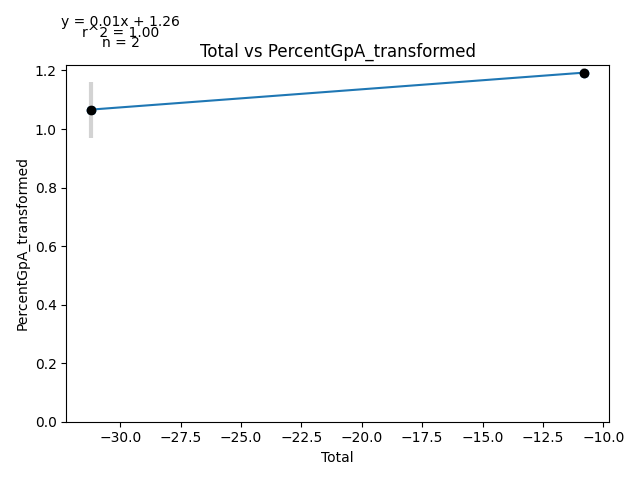 y = 0.01x + 1.26
r^2 = 1.00
n = 2
Total vs PercentGpA_transformed
1.2
1.0
0.8
0.6
0.4
0.2
0.0
PercentGpA_transformed
−30.0 −27.5 −25.0 −22.5 −20.0 −17.5 −15.0 −12.5 −10.0
Total